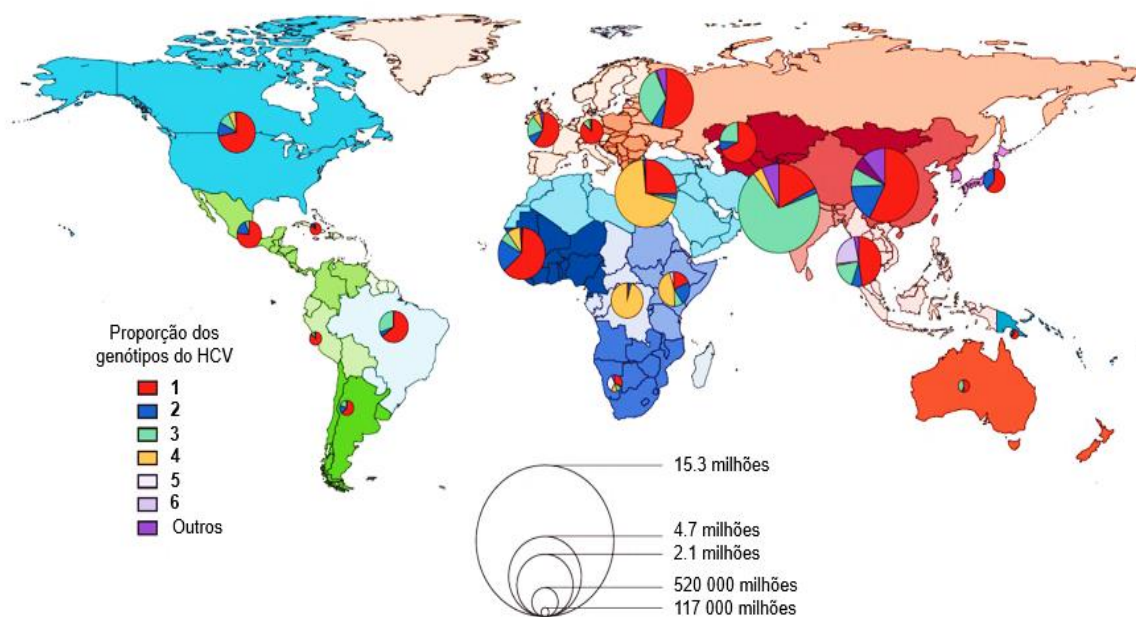 Proporção dos
genótipos do HCV
1
2
3
4
5
6
Outros
15.3 milhões
4.7 milhões
2.1 milhões
520 000 milhões
117 000 milhões